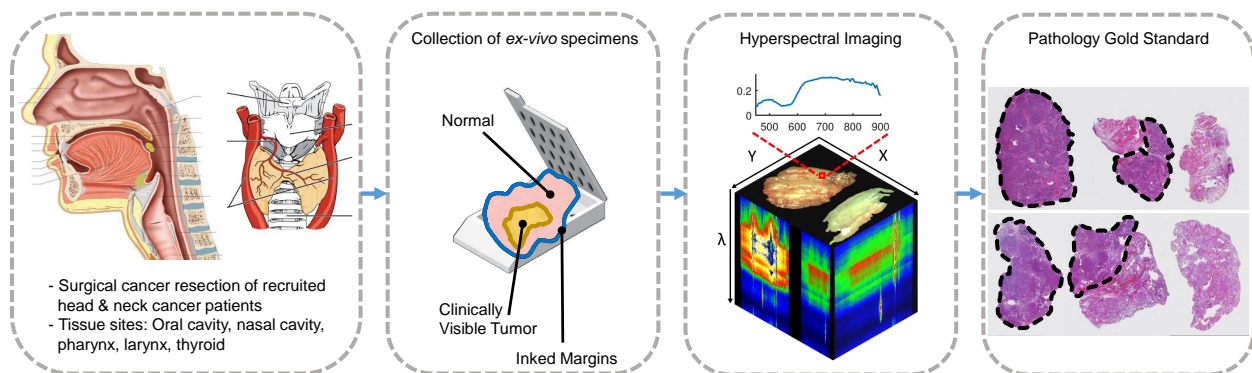 - Surgical cancer resection of recruited
head & neck cancer patients
- Tissue sites: Oral cavity, nasal cavity,
pharynx, larynx, thyroid
Collection of ex-vivo specimens
Normal
Clinically
Visible Tumor
Inked Margins
Hyperspectral Imaging
0.2
0
500 600 700 800 900
Y
X
λ
Pathology Gold Standard